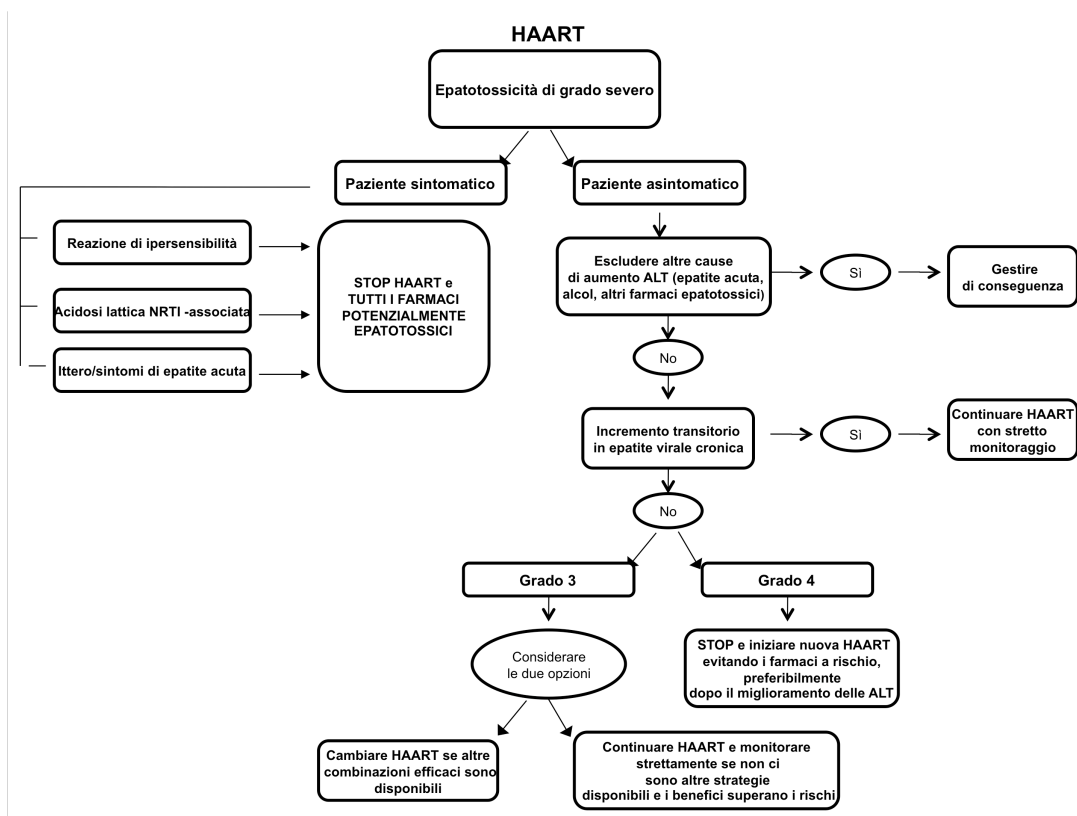 HAART
Epatotossicità di grado severo
Paziente sintomatico
Paziente asintomatico
Reazione di ipersensibilità
Acidosi lattica NRTI -associata
Ittero/sintomi di epatite acuta
STOP HAART e
TUTTI I FARMACI
POTENZIALMENTE
EPATOTOSSICI
Escludere altre cause
di aumento ALT (epatite acuta,
alcol, altri farmaci epatotossici)
Sì
Gestire
di conseguenza
No
Incremento transitorio
in epatite virale cronica
Sì
Continuare HAART
con stretto
monitoraggio
No
Grado 3
Grado 4
Considerare
le due opzioni
STOP e iniziare nuova HAART
evitando i farmaci a rischio,
preferibilmente
dopo il miglioramento delle ALT
Cambiare HAART se altre
combinazioni efficaci sono
disponibili
Continuare HAART e monitorare
strettamente se non ci
sono altre strategie
disponibili e i benefici superano i rischi